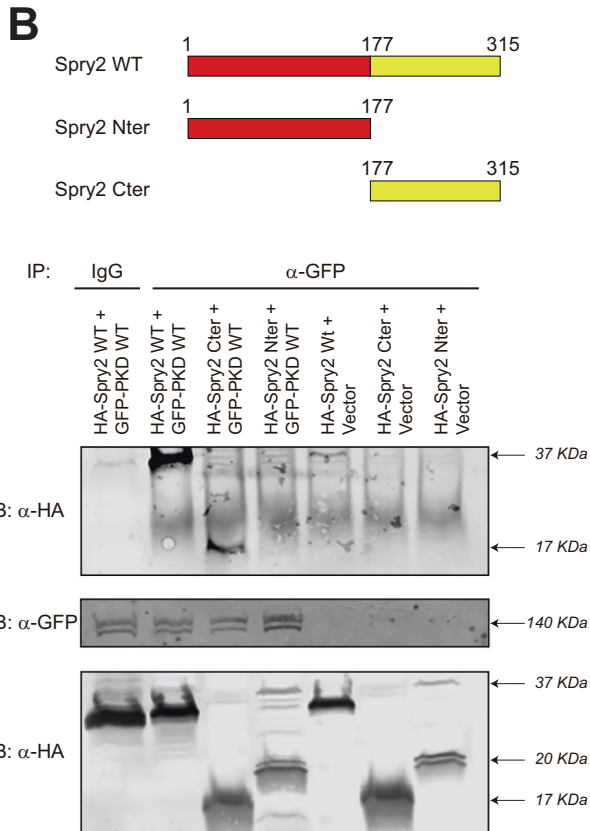 B
1 177 315
Spry2 WT
1 177
Spry2 Nter
177 315
Spry2 Cter
IP: IgG α-GFP
HA-Spry2 WT +
GFP-PKD WT
HA-Spry2 WT +
GFP-PKD WT
HA-Spry2 Cter +
GFP-PKD WT
HA-Spry2 Nter +
GFP-PKD WT
HA-Spry2 Wt +
Vector
HA-Spry2 Cter +
Vector
HA-Spry2 Nter +
Vector
37 KDa
B: α-HA
17 KDa
B: α-GFP
140 KDa
37 KDa
B: α-HA
20 KDa
17 KDa